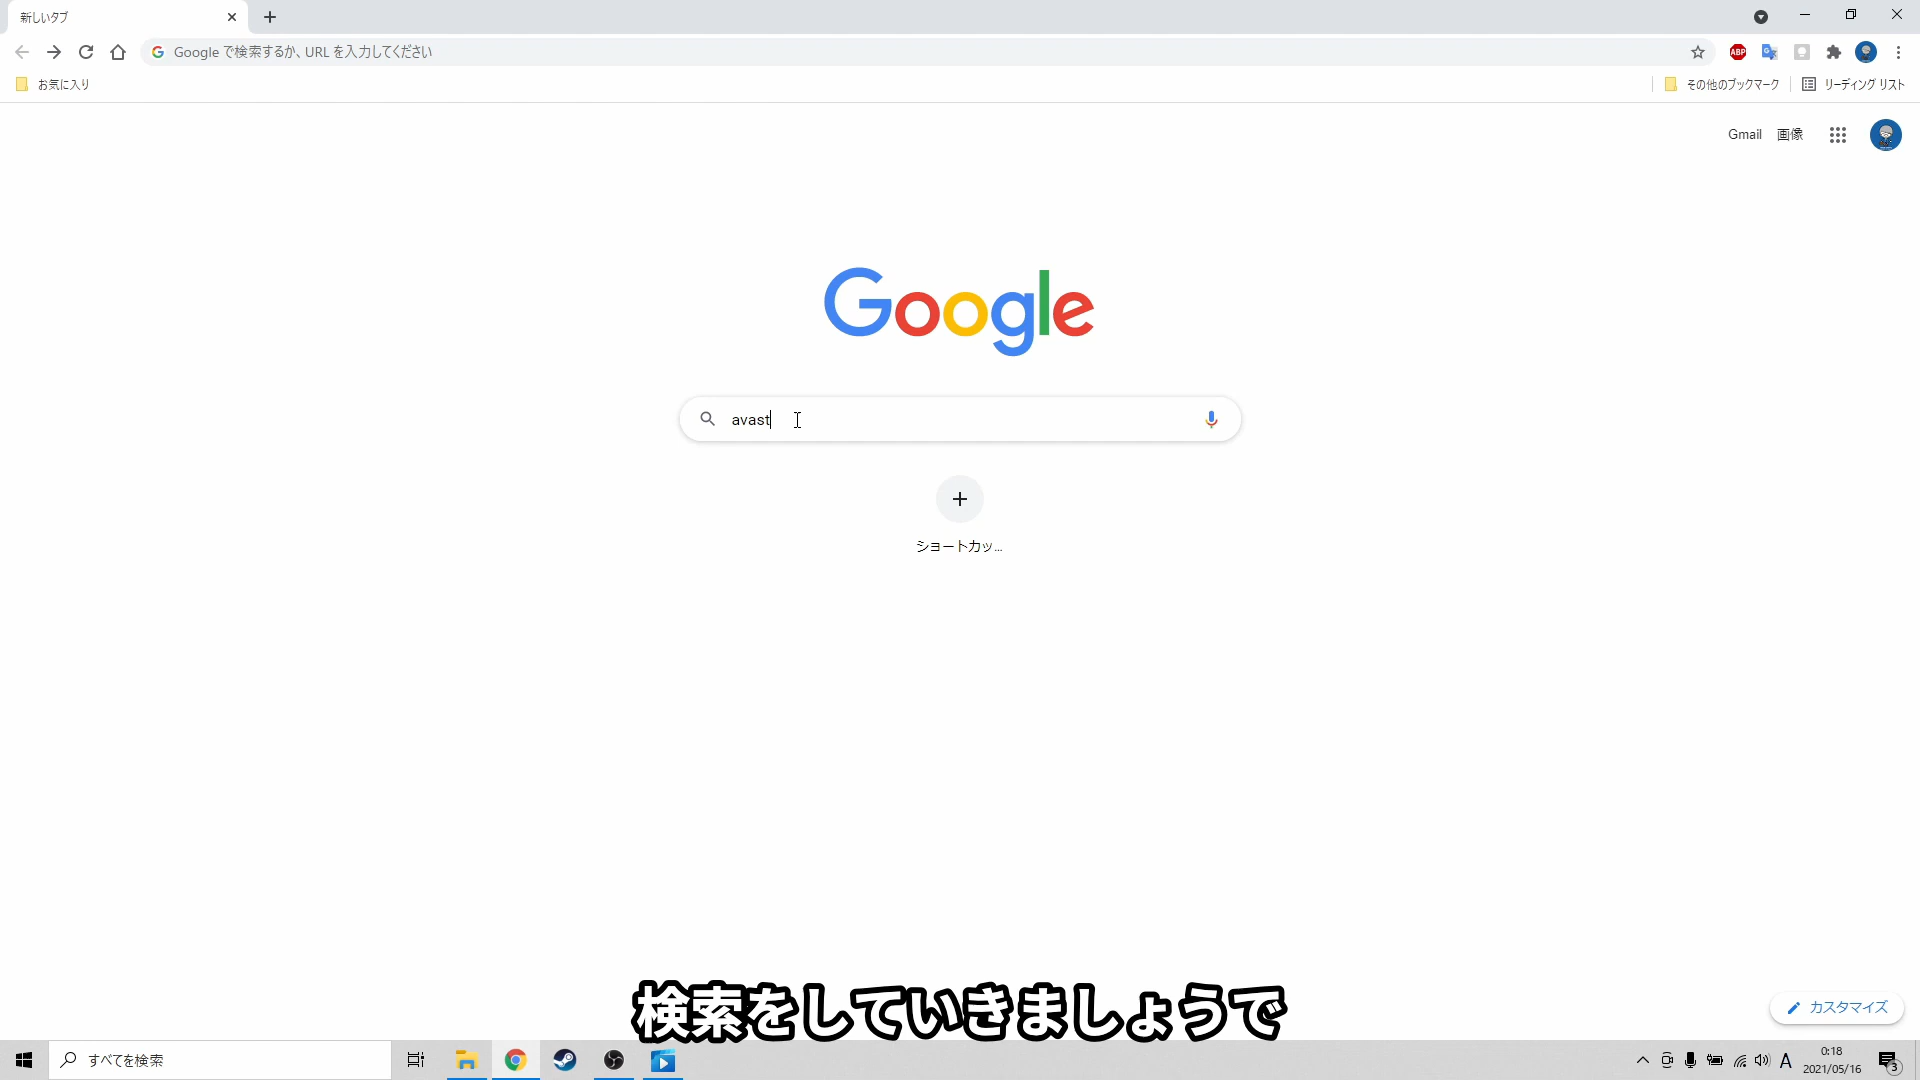 新しいタブ
Google で検索するか、URL を入力してください
ABP
お気に入り
その他のブックマーク
リーディング リスト
Gmail 画像
Google
avast
ショートカッ...
検索をしていきましょうで
カスタマイズ
すべてを検索
A
0:18
2021/05/16
3